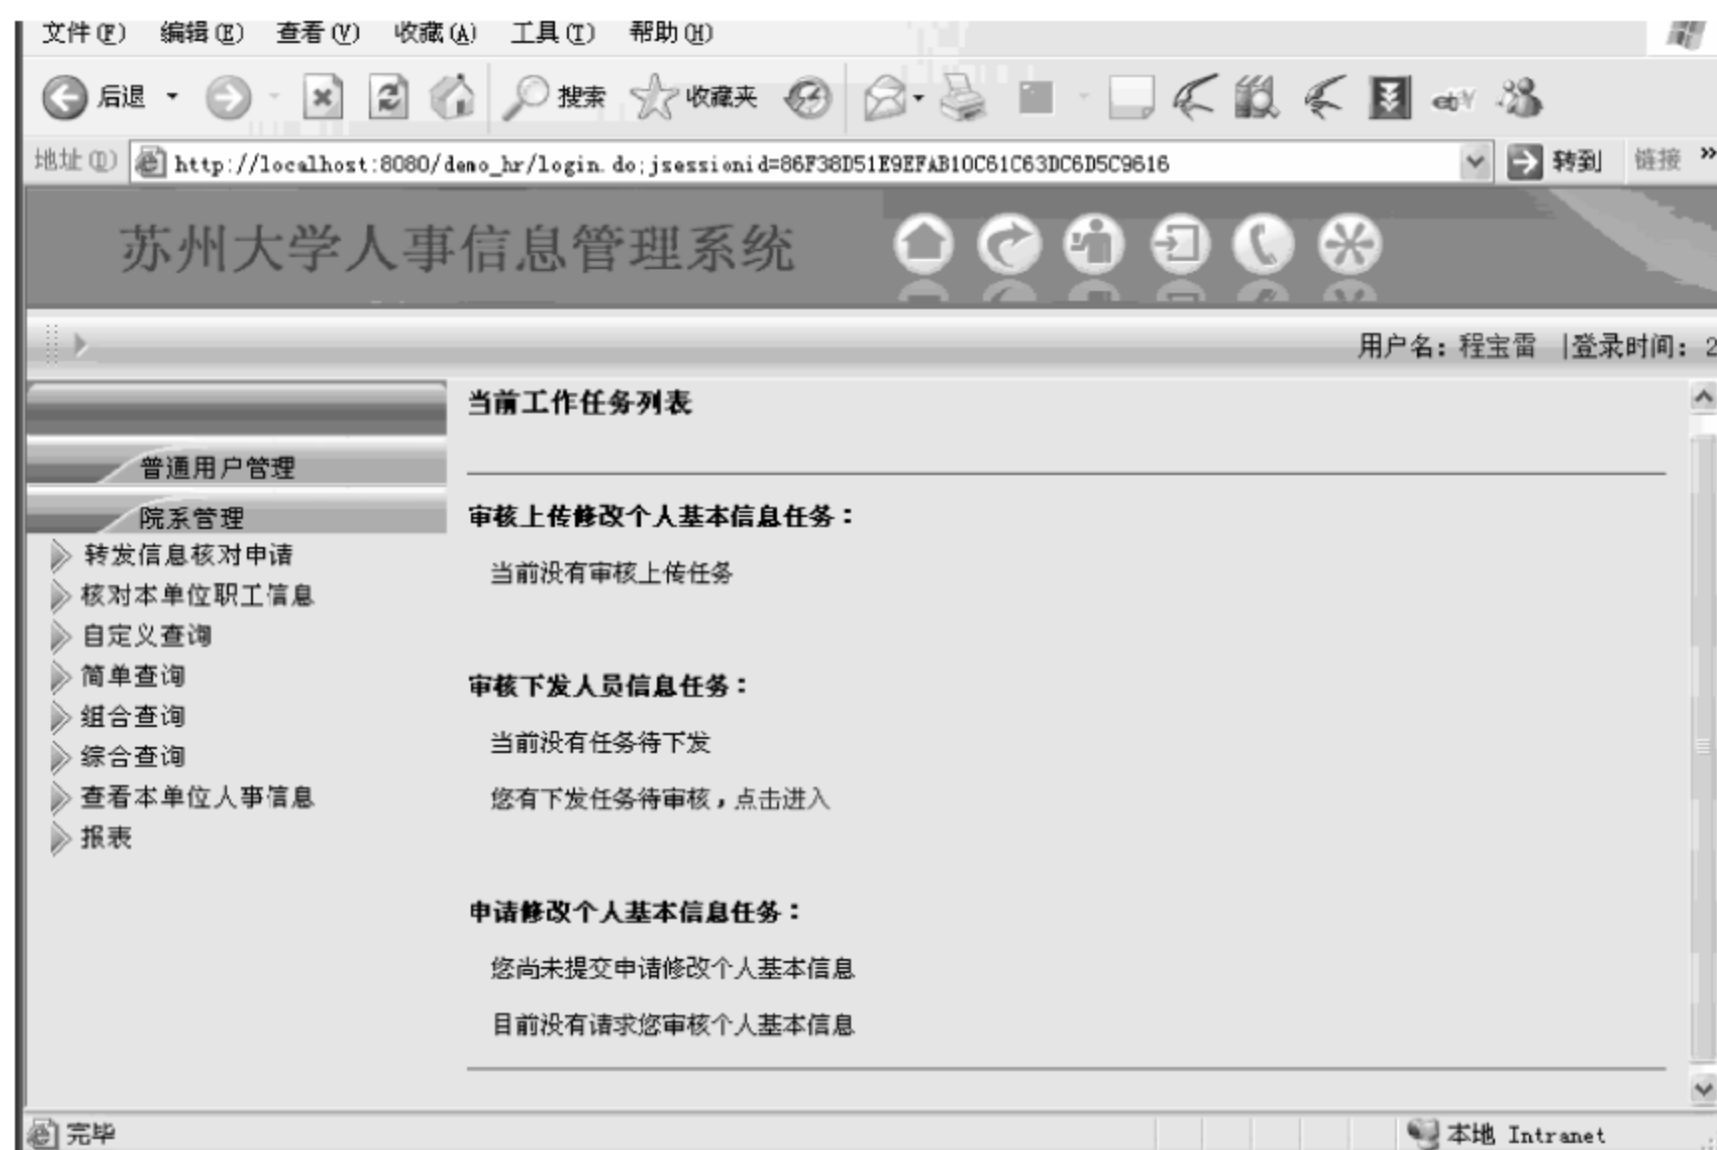 文件(F) 编辑(E) 查看(V) 收藏(A) 工具(T) 帮助(H)
后退 搜索 收藏夹 ebY
地址(D) http://localhost:8080/demo_hr/login.do;jsessionid=86F38D51E9EFAB10C61C63DC6D5C9616 转到 链接 »
苏州大学人事信息管理系统
用户名：程宝雷 |登录时间：2
当前工作任务列表
普通用户管理
院系管理
转发信息核对申请
核对本单位职工信息
自定义查询
简单查询
组合查询
综合查询
查看本单位人事信息
报表
审核上传修改个人基本信息任务：
当前没有审核上传任务
审核下发人员信息任务：
当前没有任务待下发
您有下发任务待审核，点击进入
申请修改个人基本信息任务：
您尚未提交申请修改个人基本信息
目前没有请求您审核个人基本信息
完毕 本地 Intranet